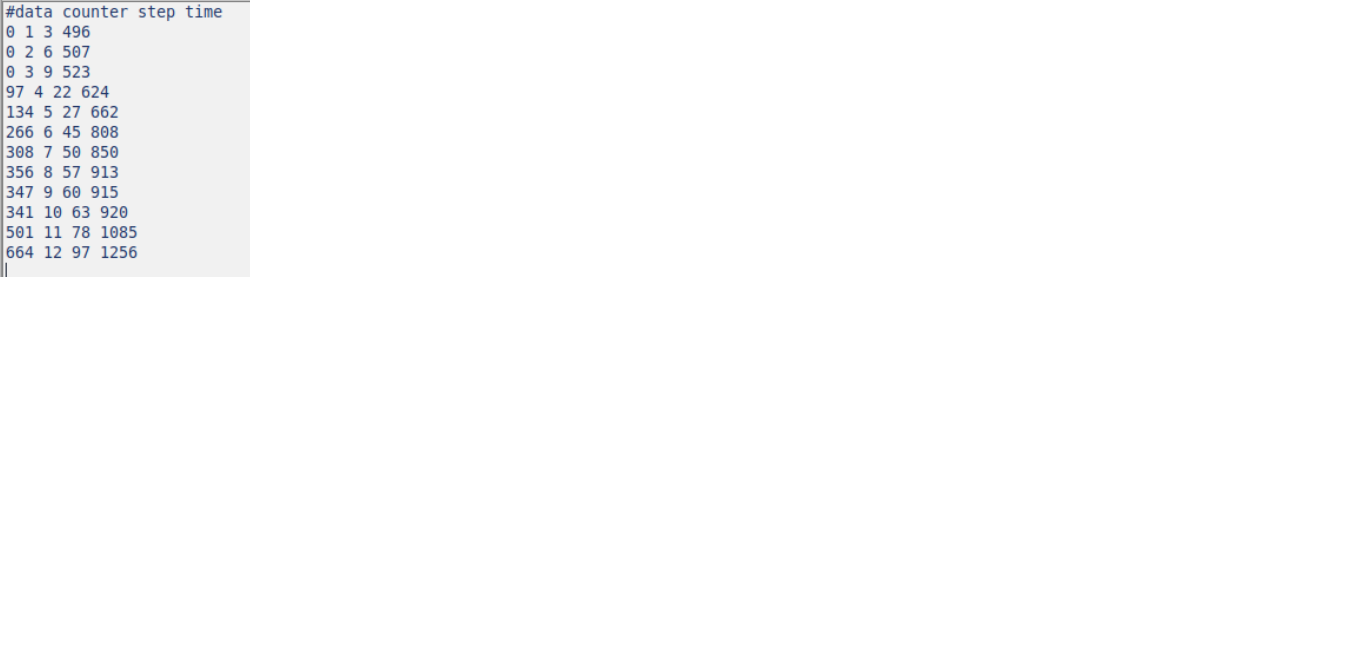 #data counter step time
0 1 3 496
0 2 6 507
0 3 9 523
97 4 22 624
134 5 27 662
266 6 45 808
308 7 50 850
356 8 57 913
347 9 60 915
341 10 63 920
501 11 78 1085
664 12 97 1256